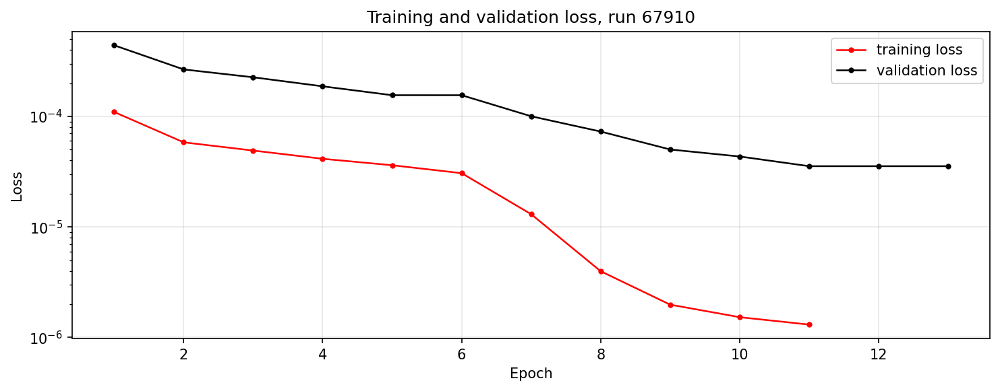 Training and validation loss, run 67910
training loss
validation loss
10⁻⁴
10⁻⁵
10⁻⁶
Loss
2 4 6 8 10 12
Epoch